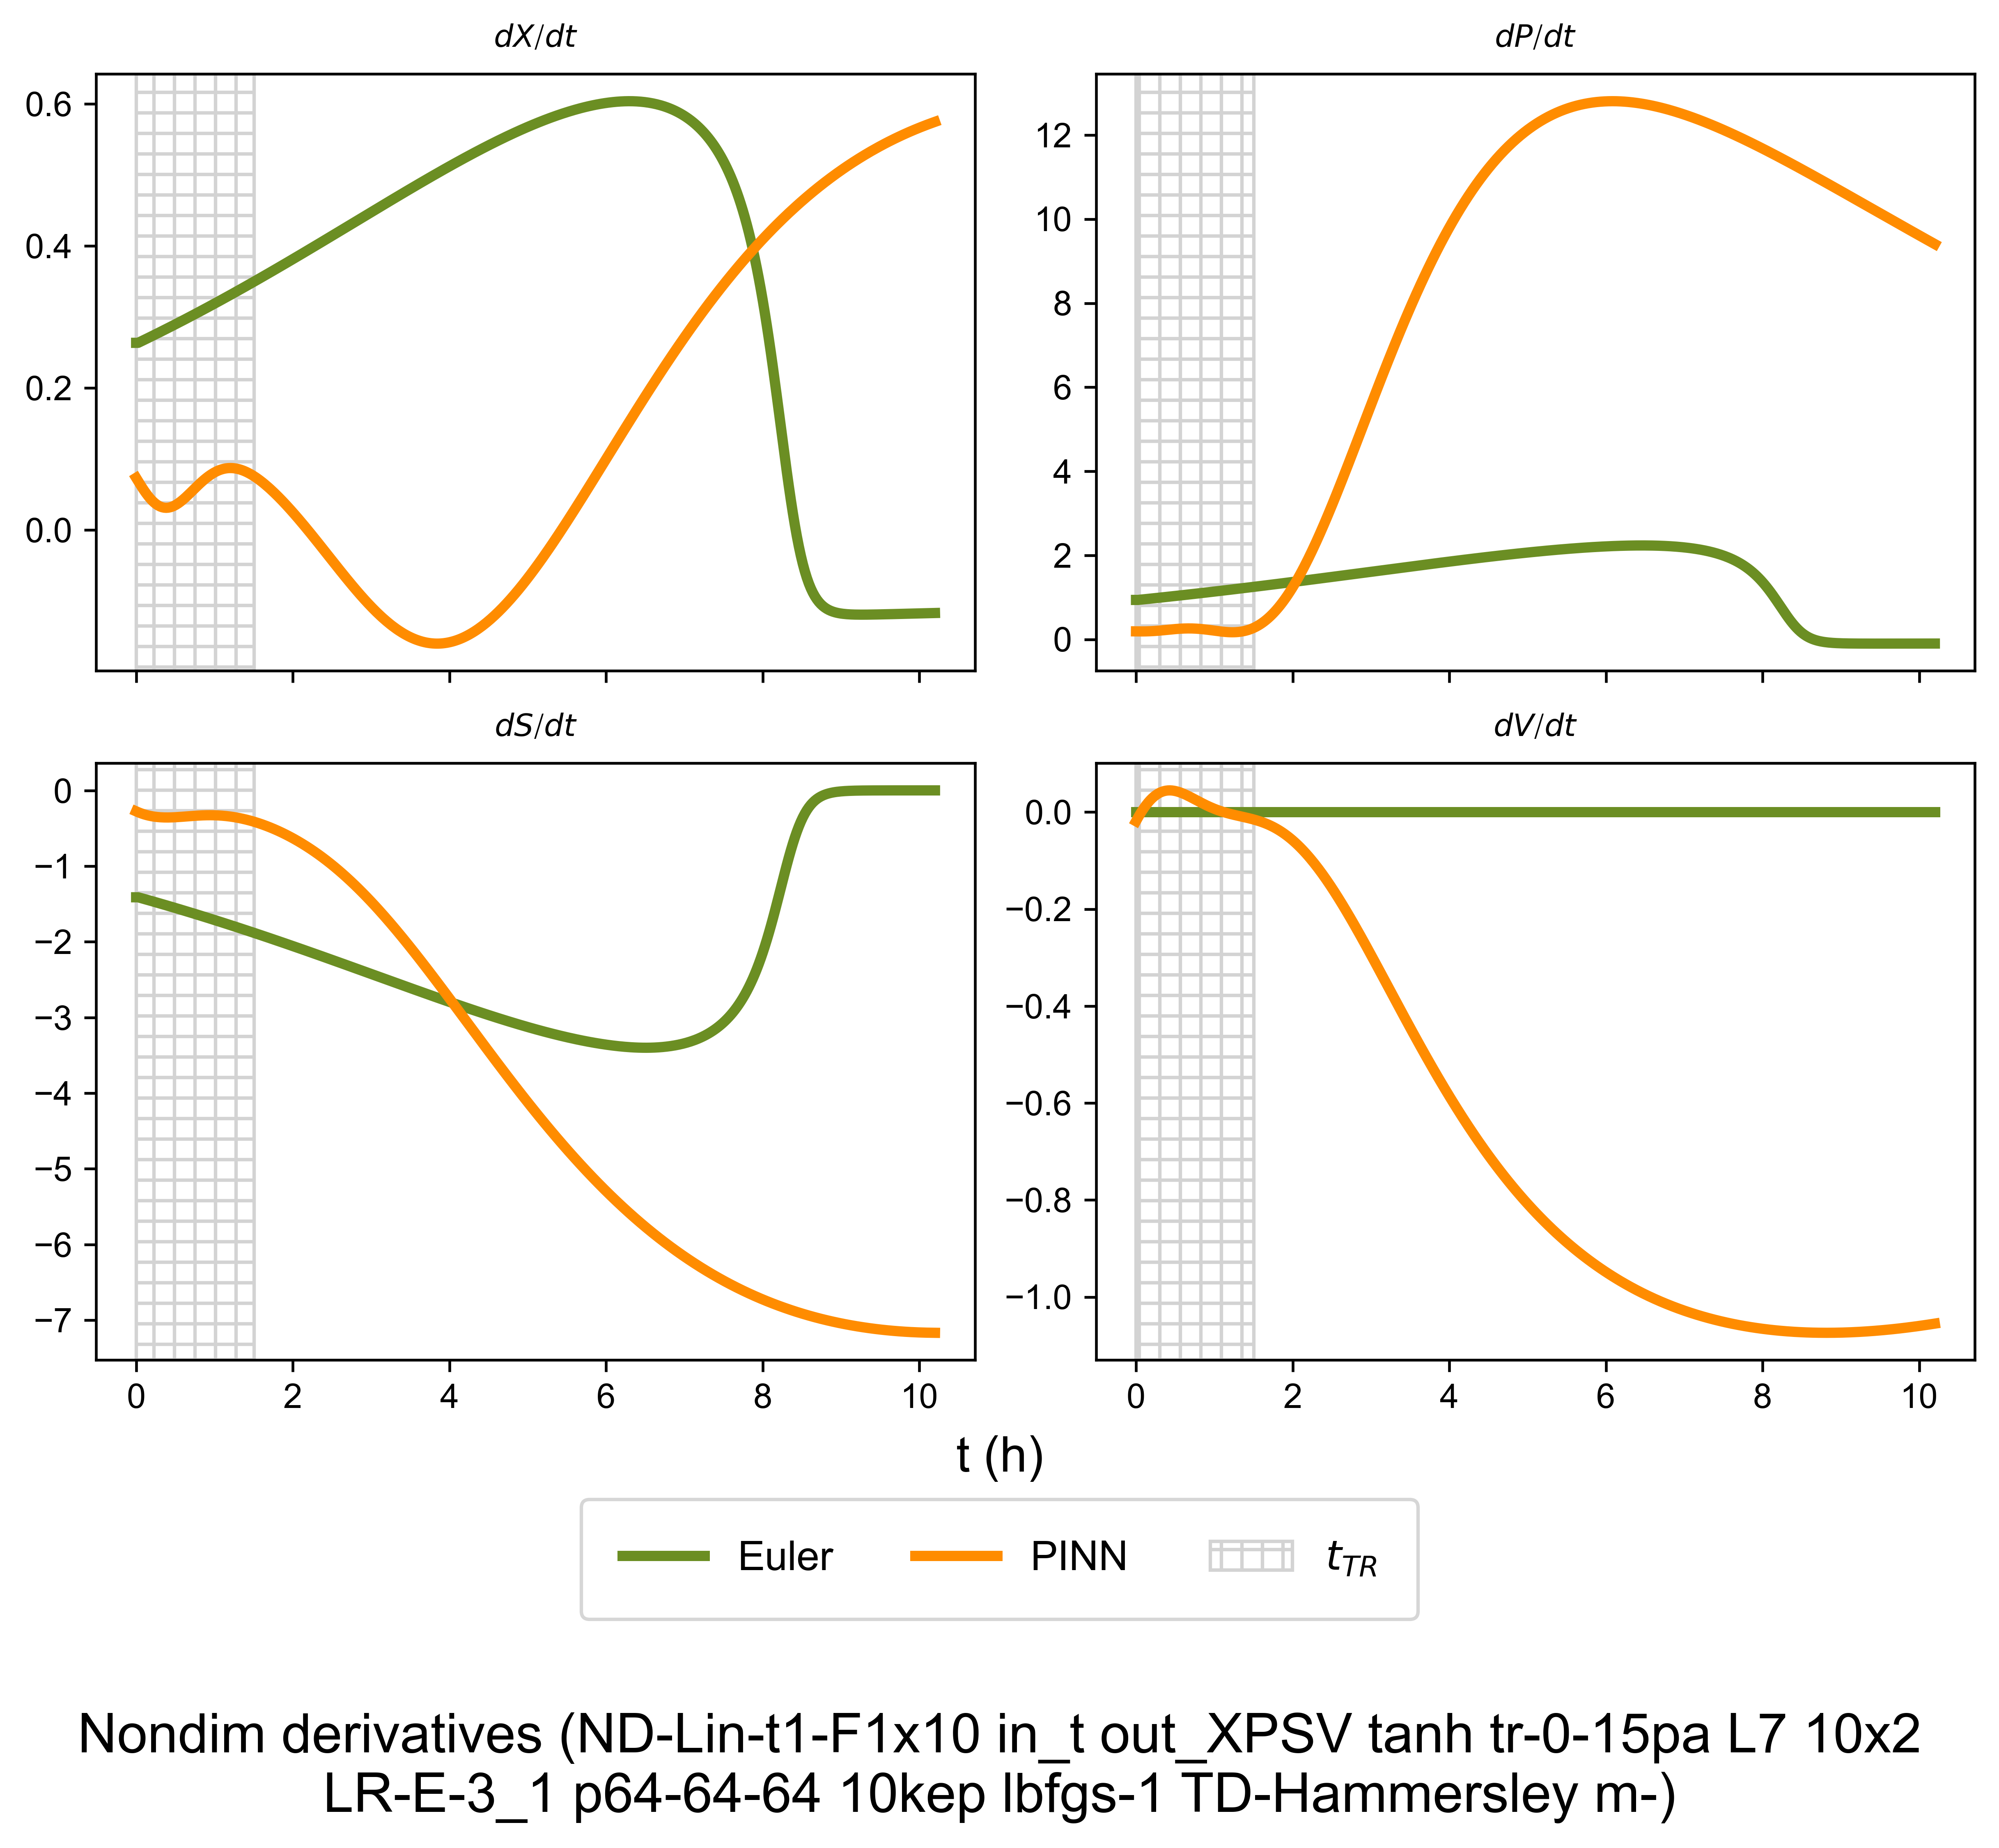 dX/dt
dP/dt
0.6
0.4
0.2
0.0
12
10
8
6
4
2
0
dS/dt
dV/dt
0
−1
−2
−3
−4
−5
−6
−7
0.0
−0.2
−0.4
−0.6
−0.8
−1.0
0 2 4 6 8 10
0 2 4 6 8 10
t (h)
Euler PINN t_TR
Nondim derivatives (ND-Lin-t1-F1x10 in_t out_XPSV tanh tr-0-15pa L7 10x2
LR-E-3_1 p64-64-64 10kep lbfgs-1 TD-Hammersley m-)